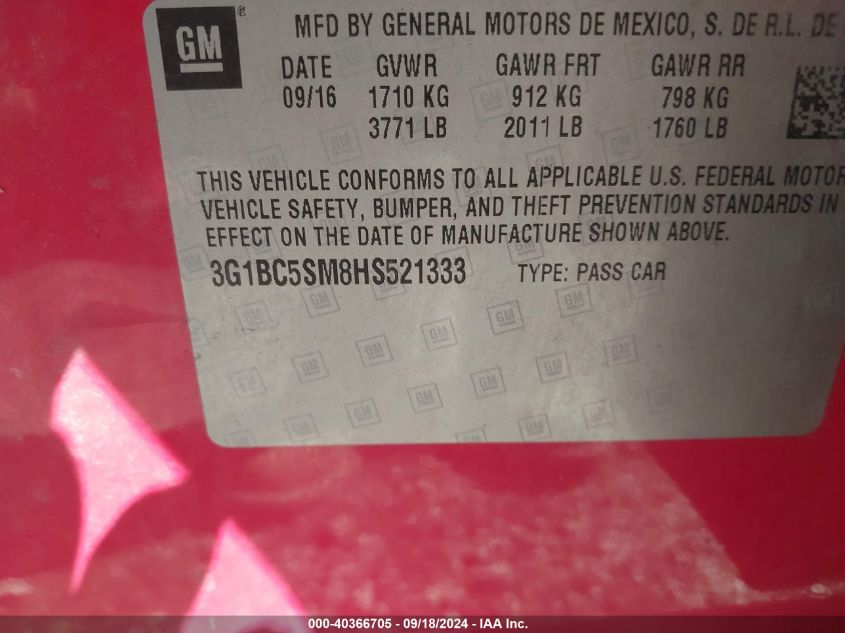 GM ®
MFD BY GENERAL MOTORS DE MEXICO, S. DE R.L. DE
DATE GVWR GAWR FRT GAWR RR
09/16 1710 KG 912 KG 798 KG
3771 LB 2011 LB 1760 LB
THIS VEHICLE CONFORMS TO ALL APPLICABLE U.S. FEDERAL MOTOR
VEHICLE SAFETY, BUMPER, AND THEFT PREVENTION STANDARDS IN
EFFECT ON THE DATE OF MANUFACTURE SHOWN ABOVE.
3G1BC5SM8HS521333 TYPE: PASS CAR
000-40366705 - 09/18/2024 - IAA Inc.